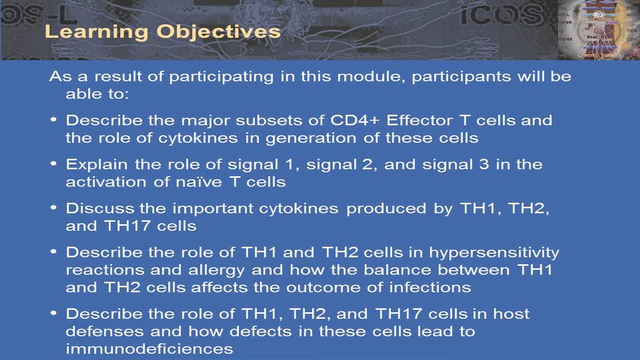 iCOS-L
iCOS
Learning Objectives
As a result of participating in this module, participants will be
able to:
• Describe the major subsets of CD4+ Effector T cells and
the role of cytokines in generation of these cells
• Explain the role of signal 1, signal 2, and signal 3 in the
activation of naïve T cells
• Discuss the important cytokines produced by TH1, TH2,
and TH17 cells
• Describe the role of TH1 and TH2 cells in hypersensitivity
reactions and allergy and how the balance between TH1
and TH2 cells affects the outcome of infections
• Describe the role of TH1, TH2, and TH17 cells in host
defenses and how defects in these cells lead to
immunodeficiences